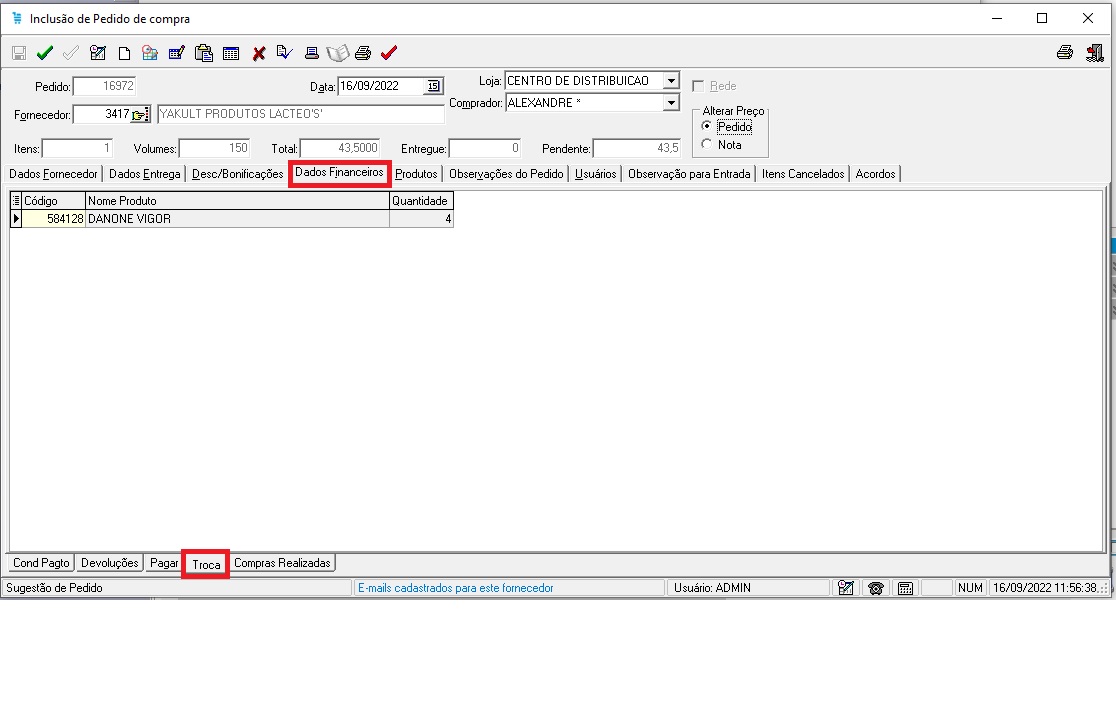 Inclusão de Pedido de compra
Pedido: 16972 Data: 16/09/2022 15 Loja: CENTRO DE DISTRIBUICAO Rede
Fornecedor: 3417 YAKULT PRODUTOS LACTEO'S' Comprador: ALEXANDRE * Alterar Preço
Pedido
Nota
Itens: 1 Volumes: 150 Total: 43,5000 Entregue: 0 Pendente: 43,5
Dados Fornecedor Dados Entrega Desc/Bonificações Dados Financeiros Produtos Observações do Pedido Usuários Observação para Entrada Itens Cancelados Acordos
Código Nome Produto Quantidade
584128 DANONE VIGOR 4
Cond Pagto Devoluções Pagar Troca Compras Realizadas
Sugestão de Pedido E-mails cadastrados para este fornecedor Usuário: ADMIN NUM 16/09/2022 11:56:38